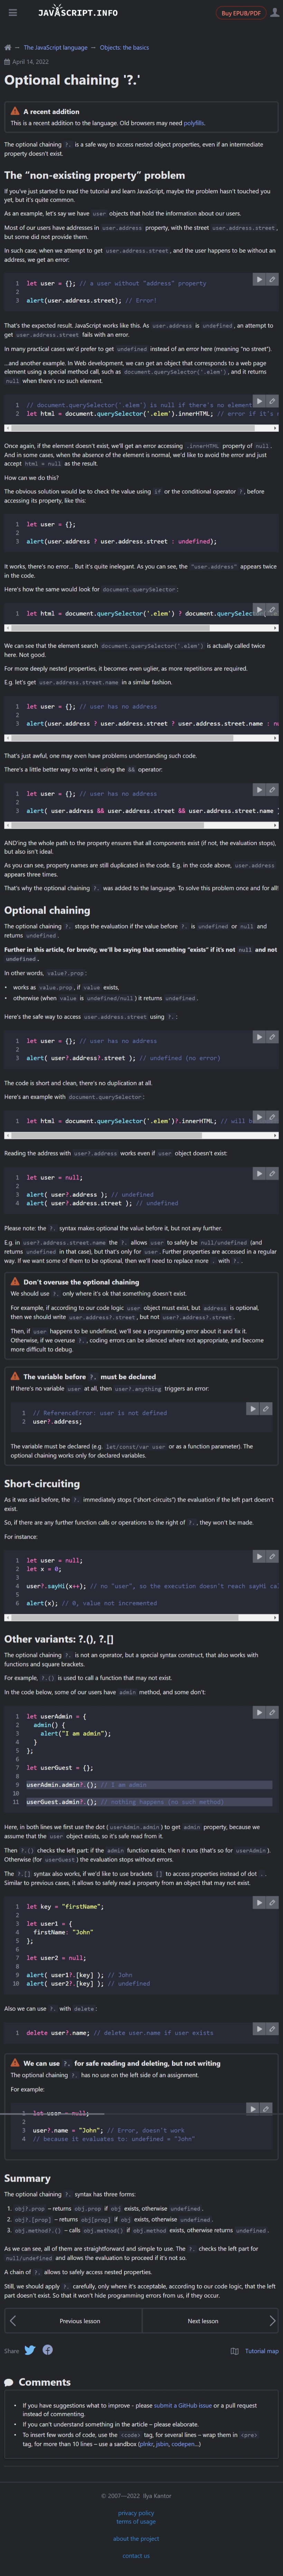 JAVASCRIPT.INFO
Buy EPUB/PDF
— The JavaScript language — Objects: the basics
April 14, 2022
Optional chaining '?.'
A recent addition
This is a recent addition to the language. Old browsers may need polyfills.
The optional chaining ?. is a safe way to access nested object properties, even if an intermediate
property doesn't exist.
The “non-existing property” problem
If you've just started to read the tutorial and learn JavaScript, maybe the problem hasn't touched you
yet, but it's quite common.
As an example, let's say we have user objects that hold the information about our users.
Most of our users have addresses in user.address property, with the street user.address.street,
but some did not provide them.
In such case, when we attempt to get user.address.street, and the user happens to be without an
address, we get an error:
1 let user = {}; // a user without "address" property
2
3 alert(user.address.street); // Error!
That's the expected result. JavaScript works like this. As user.address is undefined, an attempt to
get user.address.street fails with an error.
In many practical cases we'd prefer to get undefined instead of an error here (meaning “no street”).
...and another example. In Web development, we can get an object that corresponds to a web page
element using a special method call, such as document.querySelector('.elem'), and it returns
null when there's no such element.
1 // document.querySelector('.elem') is null if there's no element
2 let html = document.querySelector('.elem').innerHTML; // error if it's
Once again, if the element doesn't exist, we'll get an error accessing .innerHTML property of null.
And in some cases, when the absence of the element is normal, we'd like to avoid the error and just
accept html = null as the result.
How can we do this?
The obvious solution would be to check the value using if or the conditional operator ?, before
accessing its property, like this:
1 let user = {};
2
3 alert(user.address ? user.address.street : undefined);
It works, there's no error... But it's quite inelegant. As you can see, the "user.address" appears twice
in the code.
Here's how the same would look for document.querySelector:
1 let html = document.querySelector('.elem') ? document.querySelec
We can see that the element search document.querySelector('.elem') is actually called twice
here. Not good.
For more deeply nested properties, it becomes even uglier, as more repetitions are required.
E.g. let's get user.address.street.name in a similar fashion.
1 let user = {}; // user has no address
2
3 alert(user.address ? user.address.street ? user.address.street.name : nu
That's just awful, one may even have problems understanding such code.
There's a little better way to write it, using the && operator:
1 let user = {}; // user has no address
2
3 alert( user.address && user.address.street && user.address.street.name )
AND'ing the whole path to the property ensures that all components exist (if not, the evaluation stops),
but also isn't ideal.
As you can see, property names are still duplicated in the code. E.g. in the code above, user.address
appears three times.
That's why the optional chaining ?. was added to the language. To solve this problem once and for all!
Optional chaining
The optional chaining ?. stops the evaluation if the value before ?. is undefined or null and
returns undefined.
Further in this article, for brevity, we'll be saying that something “exists” if it's not null and not
undefined.
In other words, value?.prop:
• works as value.prop, if value exists,
• otherwise (when value is undefined/null) it returns undefined.
Here's the safe way to access user.address.street using ?.:
1 let user = {}; // user has no address
2
3 alert( user?.address?.street ); // undefined (no error)
The code is short and clean, there's no duplication at all.
Here's an example with document.querySelector:
1 let html = document.querySelector('.elem')?.innerHTML; // will b
Reading the address with user?.address works even if user object doesn't exist:
1 let user = null;
2
3 alert( user?.address ); // undefined
4 alert( user?.address.street ); // undefined
Please note: the ?. syntax makes optional the value before it, but not any further.
E.g. in user?.address.street.name the ?. allows user to safely be null/undefined (and
returns undefined in that case), but that's only for user. Further properties are accessed in a regular
way. If we want some of them to be optional, then we'll need to replace more . with ?..
Don't overuse the optional chaining
We should use ?. only where it's ok that something doesn't exist.
For example, if according to our code logic user object must exist, but address is optional,
then we should write user.address?.street, but not user?.address?.street.
Then, if user happens to be undefined, we'll see a programming error about it and fix it.
Otherwise, if we overuse ?., coding errors can be silenced where not appropriate, and become
more difficult to debug.
The variable before ?. must be declared
If there's no variable user at all, then user?.anything triggers an error:
1 // ReferenceError: user is not defined
2 user?.address;
The variable must be declared (e.g. let/const/var user or as a function parameter). The
optional chaining works only for declared variables.
Short-circuiting
As it was said before, the ?. immediately stops (“short-circuits”) the evaluation if the left part doesn't
exist.
So, if there are any further function calls or operations to the right of ?., they won't be made.
For instance:
1 let user = null;
2 let x = 0;
3
4 user?.sayHi(x++); // no "user", so the execution doesn't reach sayHi ca
5
6 alert(x); // 0, value not incremented
Other variants: ?.(), ?.[]
The optional chaining ?. is not an operator, but a special syntax construct, that also works with
functions and square brackets.
For example, ?.() is used to call a function that may not exist.
In the code below, some of our users have admin method, and some don't:
1 let userAdmin = {
2 admin() {
3 alert("I am admin");
4 }
5 };
6
7 let userGuest = {};
8
9 userAdmin.admin?.(); // I am admin
10
11 userGuest.admin?.(); // nothing happens (no such method)
Here, in both lines we first use the dot (userAdmin.admin) to get admin property, because we
assume that the user object exists, so it's safe read from it.
Then ?.() checks the left part: if the admin function exists, then it runs (that's so for userAdmin).
Otherwise (for userGuest) the evaluation stops without errors.
The ?.[] syntax also works, if we'd like to use brackets [] to access properties instead of dot ..
Similar to previous cases, it allows to safely read a property from an object that may not exist.
1 let key = "firstName";
2
3 let user1 = {
4 firstName: "John"
5 };
6
7 let user2 = null;
8
9 alert( user1?.[key] ); // John
10 alert( user2?.[key] ); // undefined
Also we can use ?. with delete:
1 delete user?.name; // delete user.name if user exists
We can use ?. for safe reading and deleting, but not writing
The optional chaining ?. has no use on the left side of an assignment.
For example:
1 let user = null;
2
3 user?.name = "John"; // Error, doesn't work
4 // because it evaluates to: undefined = "John"
Summary
The optional chaining ?. syntax has three forms:
1. obj?.prop – returns obj.prop if obj exists, otherwise undefined.
2. obj?.[prop] – returns obj[prop] if obj exists, otherwise undefined.
3. obj.method?.() – calls obj.method() if obj.method exists, otherwise returns undefined.
As we can see, all of them are straightforward and simple to use. The ?. checks the left part for
null/undefined and allows the evaluation to proceed if it's not so.
A chain of ?. allows to safely access nested properties.
Still, we should apply ?. carefully, only where it's acceptable, according to our code logic, that the left
part doesn't exist. So that it won't hide programming errors from us, if they occur.
Previous lesson Next lesson
Share Tutorial map
Comments
• If you have suggestions what to improve - please submit a GitHub issue or a pull request
instead of commenting.
• If you can't understand something in the article – please elaborate.
• To insert few words of code, use the <code> tag, for several lines – wrap them in <pre>
tag, for more than 10 lines – use a sandbox (plnkr, jsbin, codepen...)
© 2007—2022 Ilya Kantor
privacy policy
terms of usage
about the project
contact us